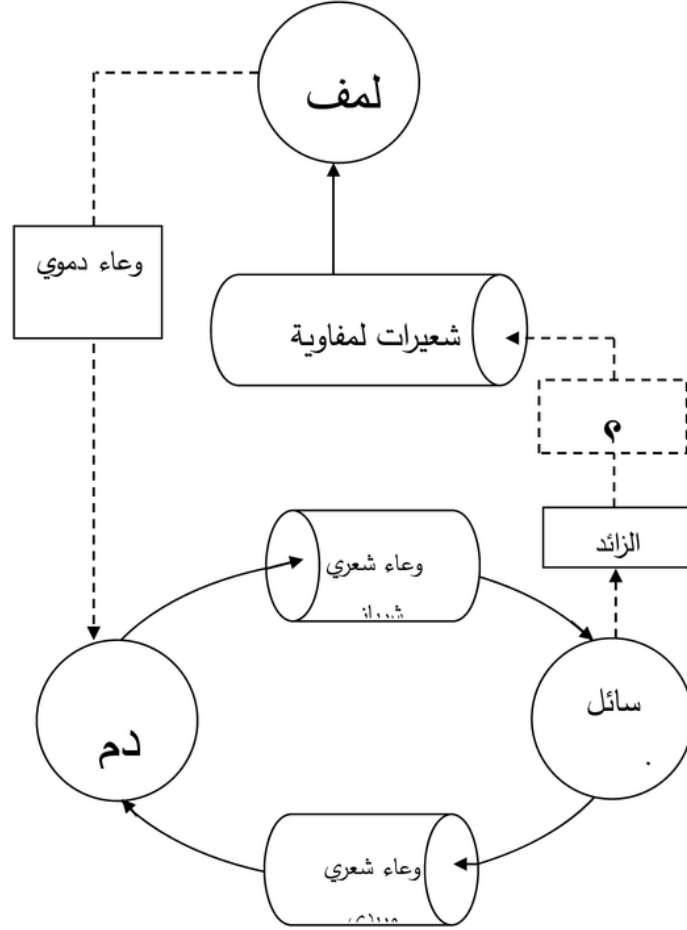 لمف
وعاء دموي
شعيرات لمفاوية
؟
الزائد
وعاء شعري
سائل
دم
وعاء شعري